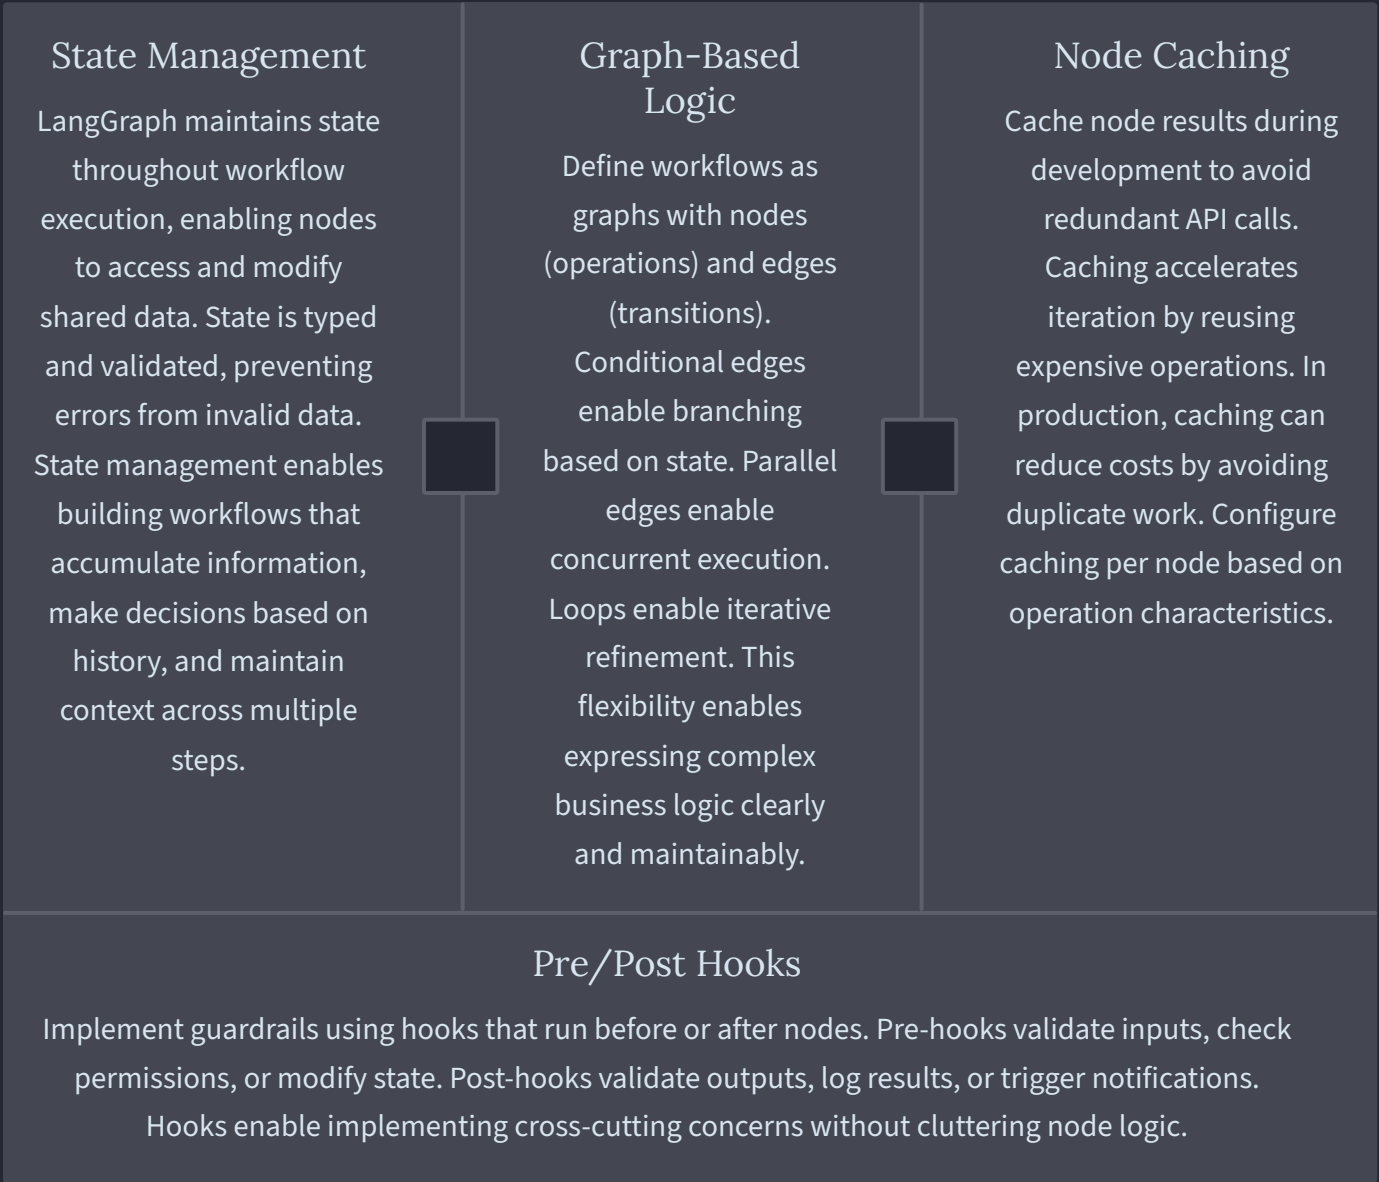 State Management
LangGraph maintains state
throughout workflow
execution, enabling nodes
to access and modify
shared data. State is typed
and validated, preventing
errors from invalid data.
State management enables
building workflows that
accumulate information,
make decisions based on
history, and maintain
context across multiple
steps.
Graph-Based
Logic
Define workflows as
graphs with nodes
(operations) and edges
(transitions).
Conditional edges
enable branching
based on state. Parallel
edges enable
concurrent execution.
Loops enable iterative
refinement. This
flexibility enables
expressing complex
business logic clearly
and maintainably.
Node Caching
Cache node results during
development to avoid
redundant API calls.
Caching accelerates
iteration by reusing
expensive operations. In
production, caching can
reduce costs by avoiding
duplicate work. Configure
caching per node based on
operation characteristics.
Pre/Post Hooks
Implement guardrails using hooks that run before or after nodes. Pre-hooks validate inputs, check
permissions, or modify state. Post-hooks validate outputs, log results, or trigger notifications.
Hooks enable implementing cross-cutting concerns without cluttering node logic.